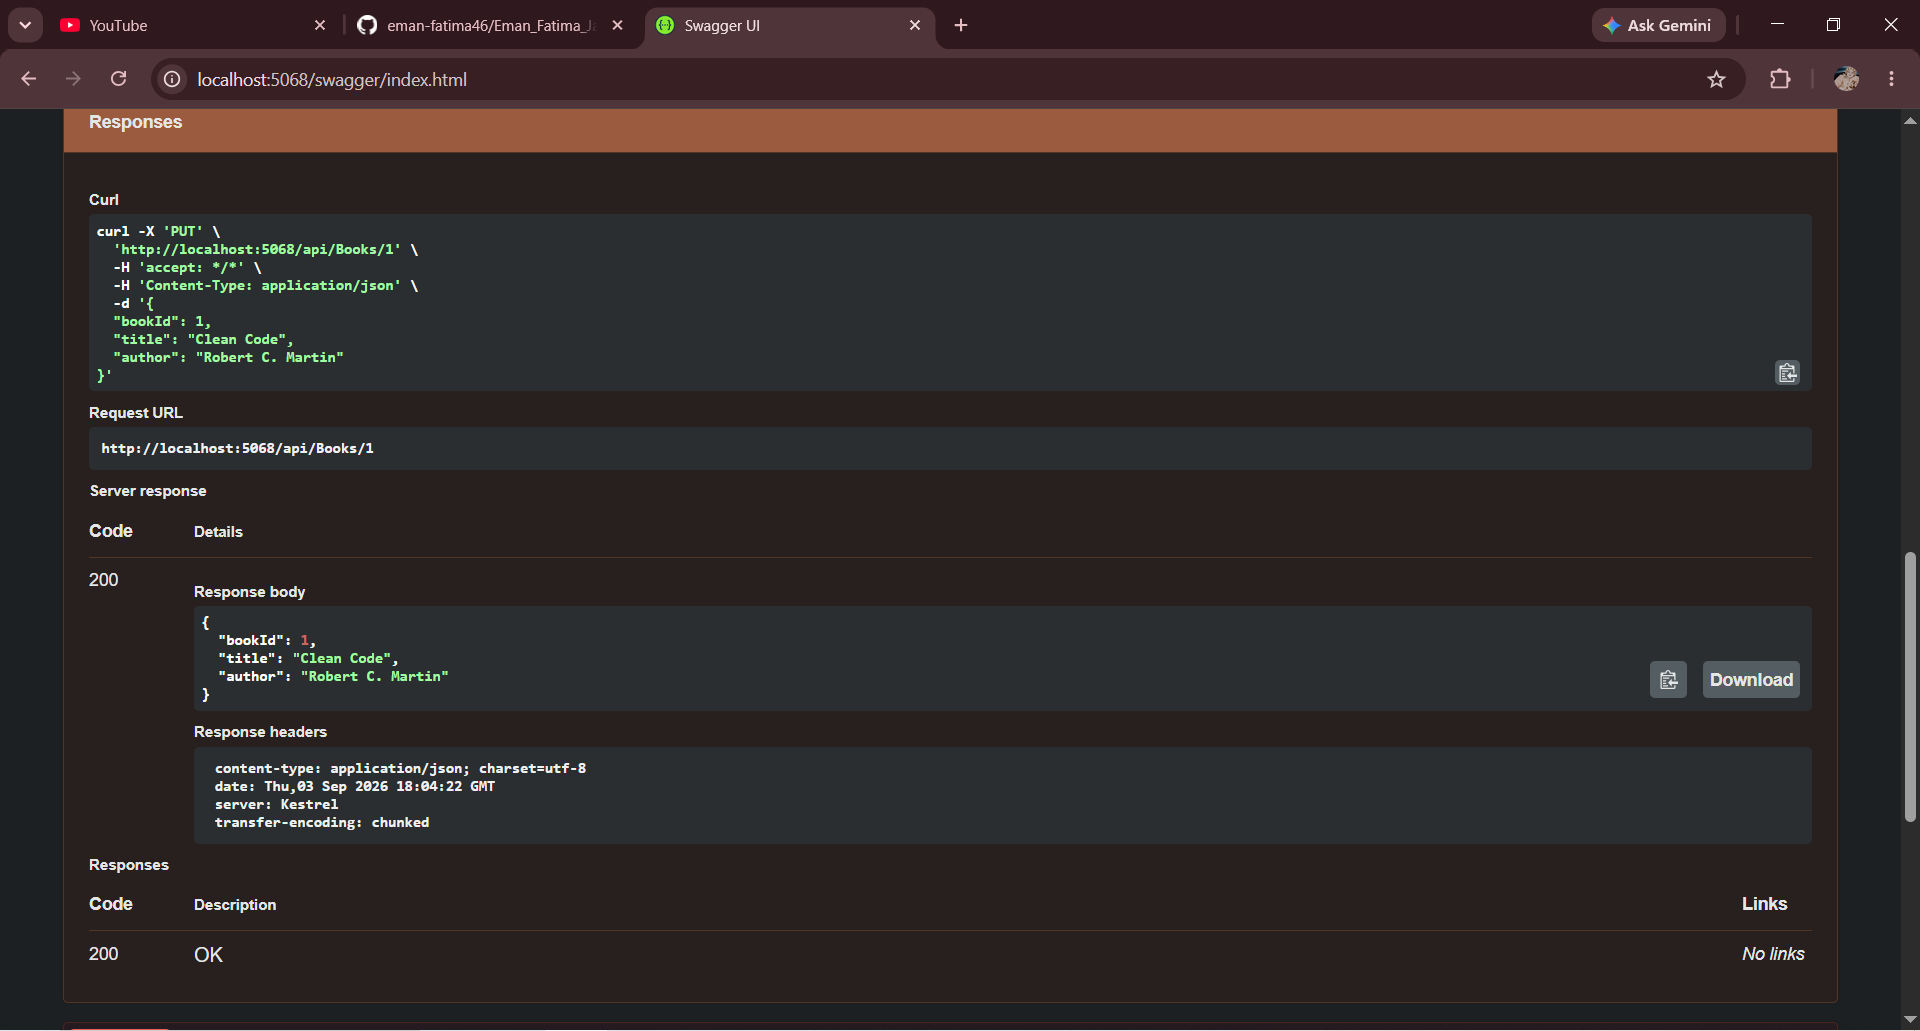 YouTube
eman-fatima46/Eman_Fatima_J
Swagger UI
Ask Gemini
localhost:5068/swagger/index.html
Responses
Curl
curl -X 'PUT' \
'http://localhost:5068/api/Books/1' \
-H 'accept: */*' \
-H 'Content-Type: application/json' \
-d '{
"bookId": 1,
"title": "Clean Code",
"author": "Robert C. Martin"
}'
Request URL
http://localhost:5068/api/Books/1
Server response
Code Details
200
Response body
{
"bookId": 1,
"title": "Clean Code",
"author": "Robert C. Martin"
}
Download
Response headers
content-type: application/json; charset=utf-8
date: Thu,03 Sep 2026 18:04:22 GMT
server: Kestrel
transfer-encoding: chunked
Responses
Code Description Links
200 OK No links